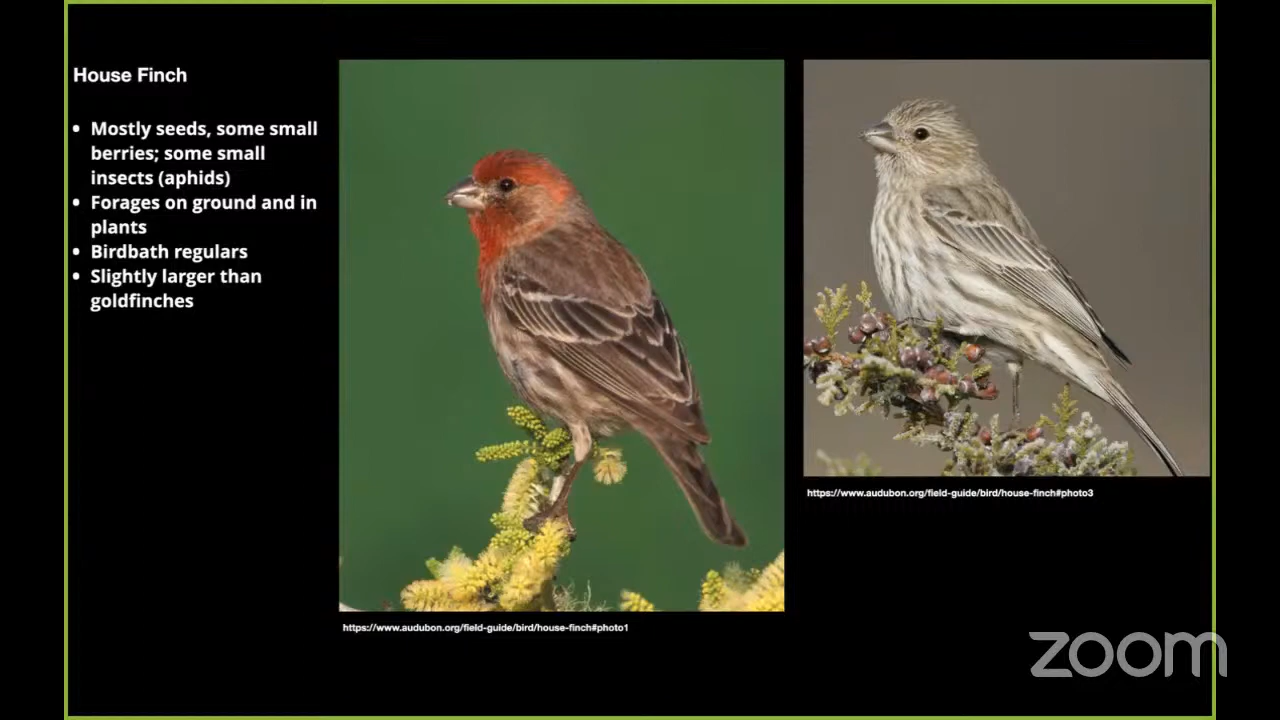 House Finch
• Mostly seeds, some small
berries; some small
insects (aphids)
• Forages on ground and in
plants
• Birdbath regulars
• Slightly larger than
goldfinches
https://www.audubon.org/field-guide/bird/house-finch#photo1
https://www.audubon.org/field-guide/bird/house-finch#photo3
zoom